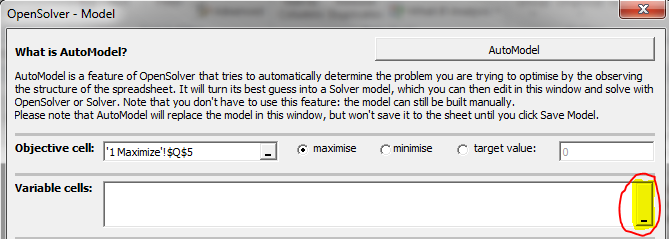 OpenSolver - Model
What is AutoModel?
AutoModel
AutoModel is a feature of OpenSolver that tries to automatically determine the problem you are trying to optimise by the observing
the structure of the spreadsheet. It will turn its best guess into a Solver model, which you can then edit in this window and solve with
OpenSolver or Solver. Note that you don't have to use this feature: the model can still be built manually.
Please note that AutoModel will replace the model in this window, but won't save it to the sheet until you click Save Model.
Objective cell: '1 Maximize'!$Q$5 maximise minimise target value: 0
Variable cells: